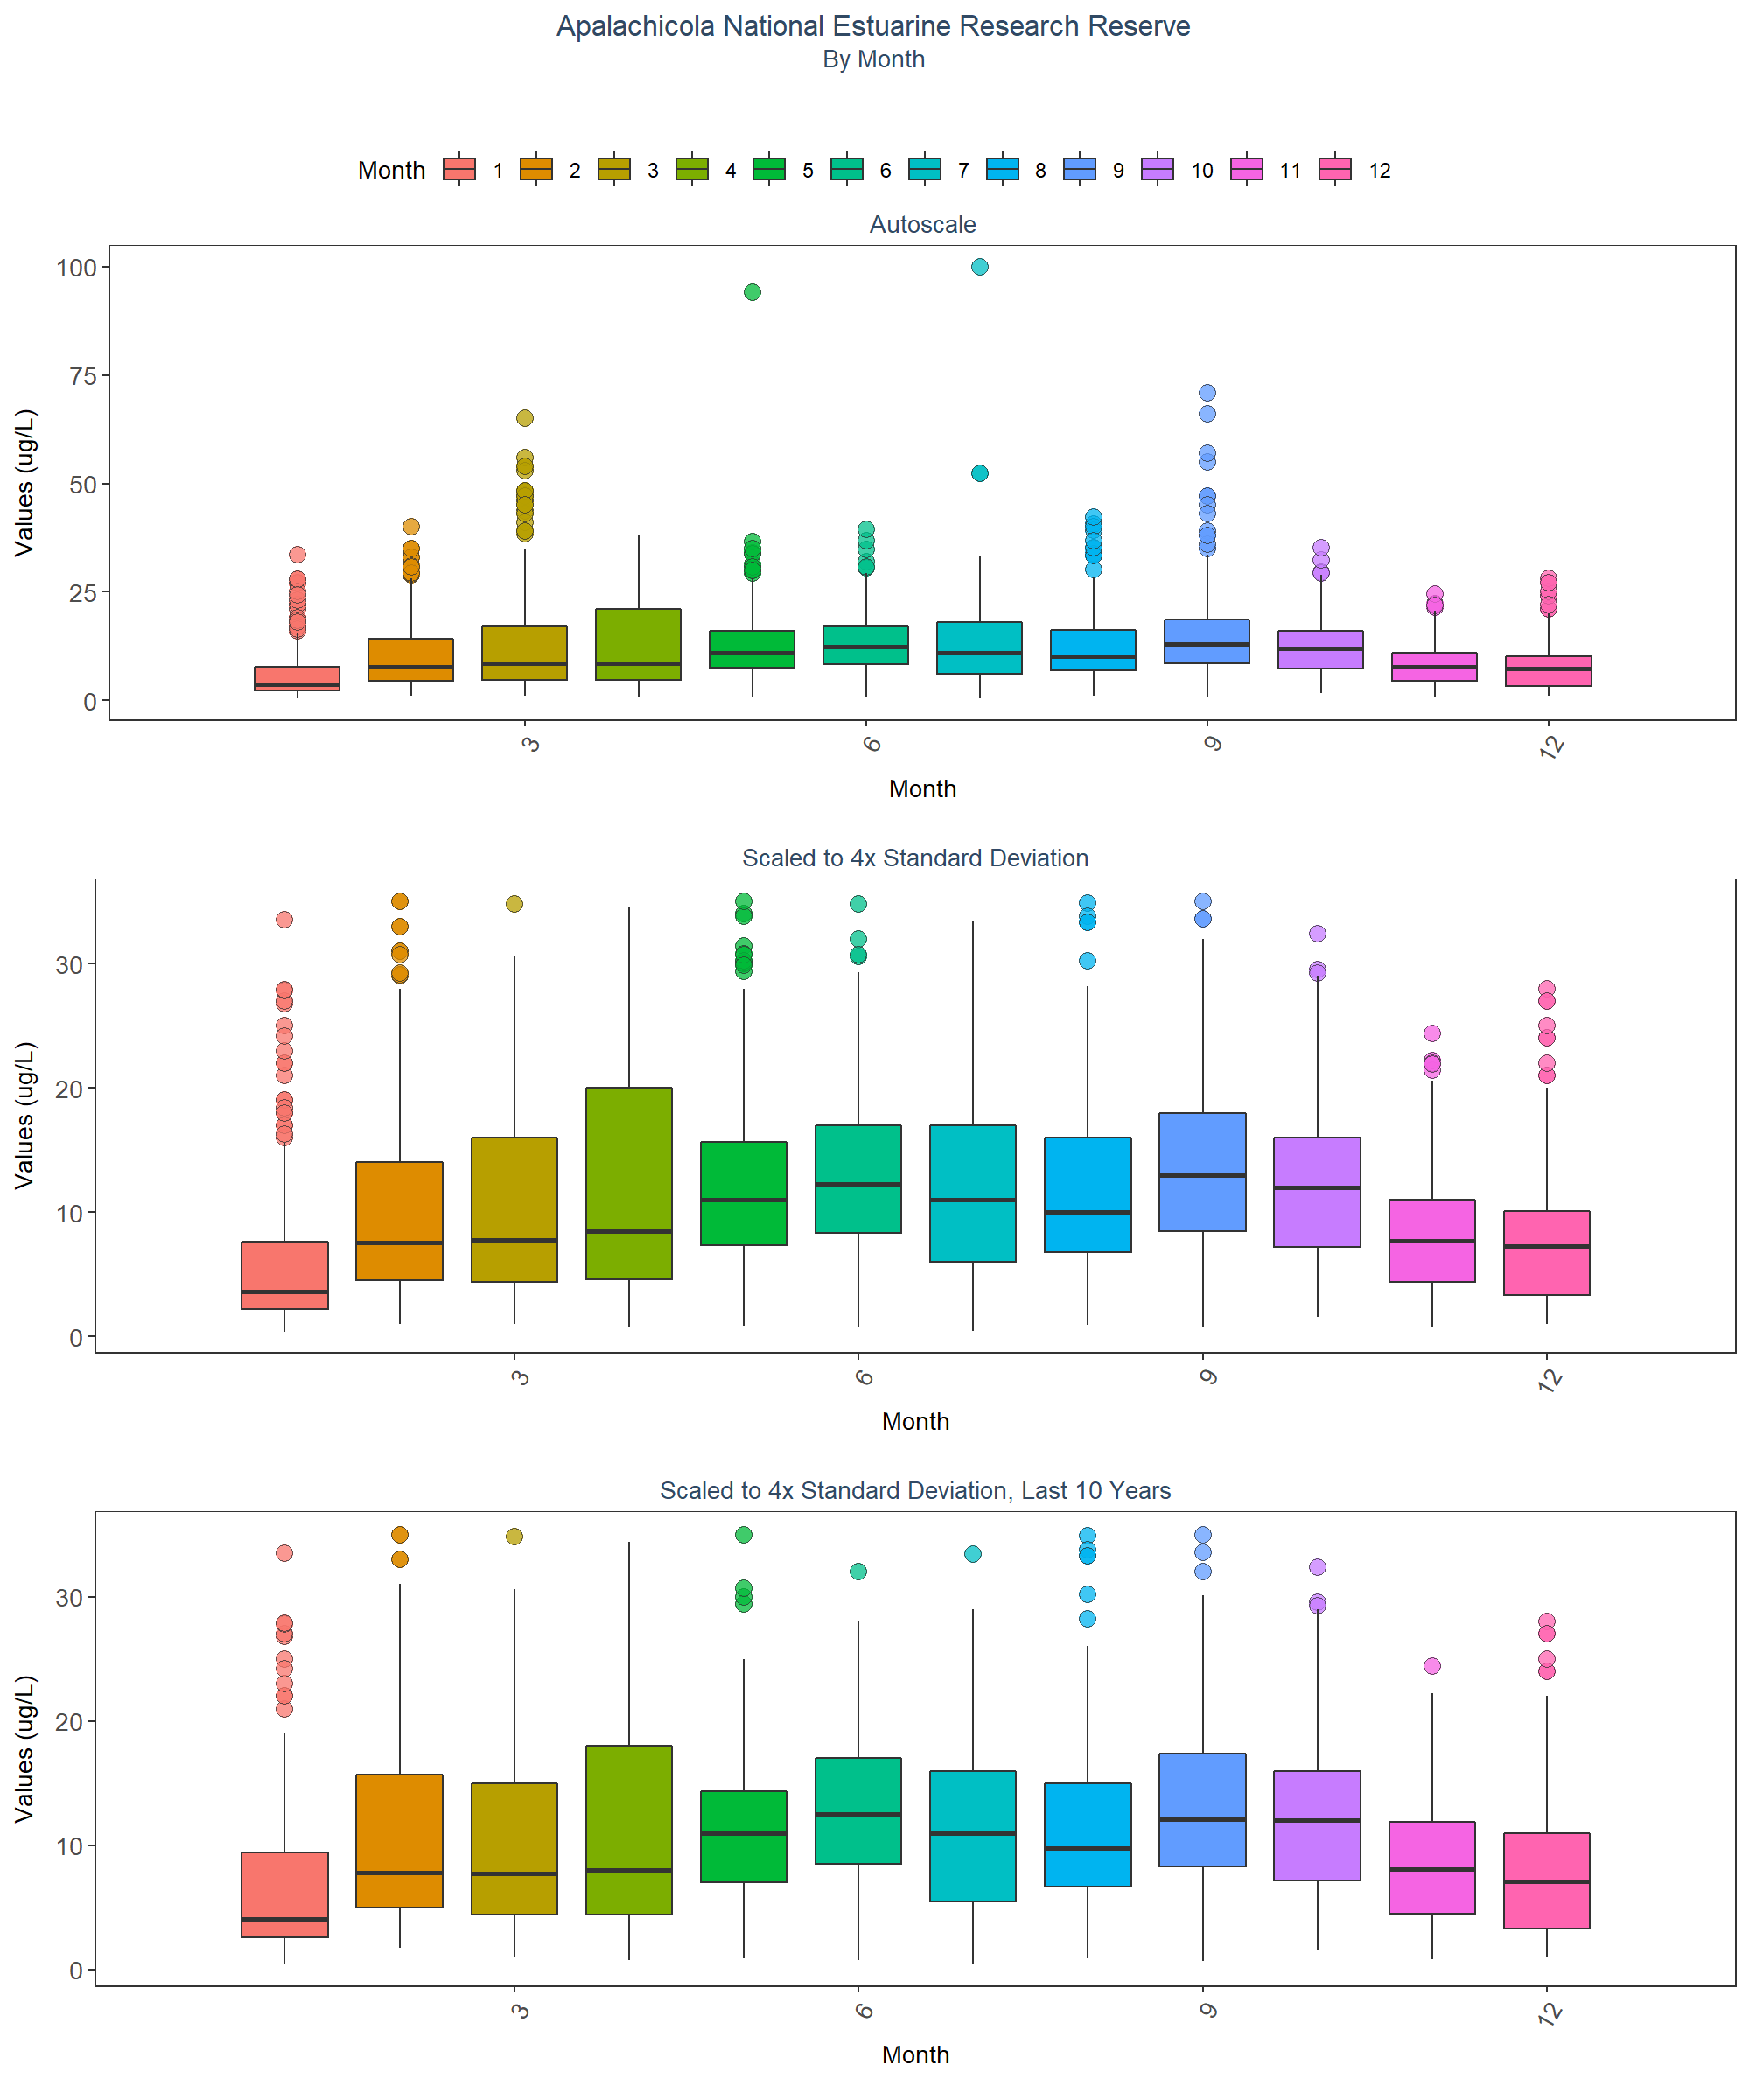 Apalachicola National Estuarine Research Reserve
By Month
Month 1 2 3 4 5 6 7 8 9 10 11 12
Autoscale
Values (ug/L)
100
75
50
25
0
3 6 9 12
Month
Scaled to 4x Standard Deviation
Values (ug/L)
30
20
10
0
3 6 9 12
Month
Scaled to 4x Standard Deviation, Last 10 Years
Values (ug/L)
30
20
10
0
3 6 9 12
Month